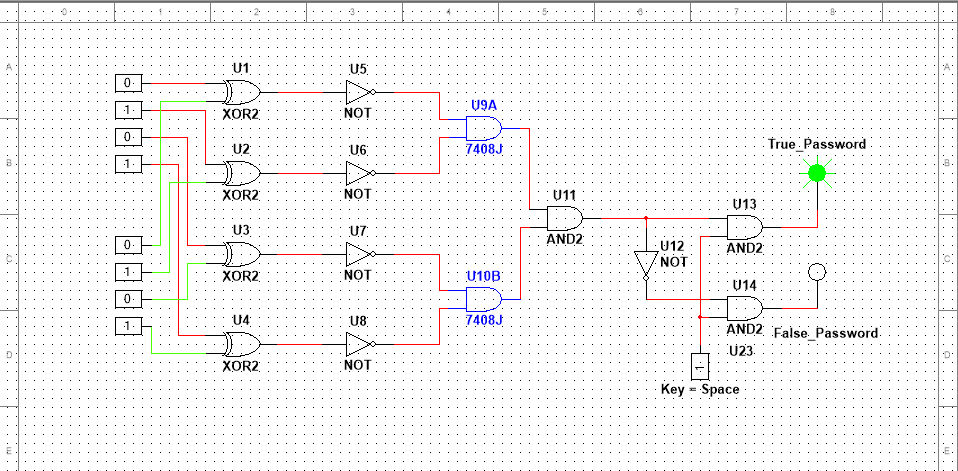 0 1 2 3 4 5 6 7 8
A A
B B
C C
D D
E E
0
1
0
1
0
1
0
1
U1
XOR2
U2
XOR2
U3
XOR2
U4
XOR2
U5
NOT
U6
NOT
U7
NOT
U8
NOT
U9A
7408J
U10B
7408J
U11
AND2
U12
NOT
U13
AND2
U14
AND2
True_Password
False_Password
U23
1
Key = Space